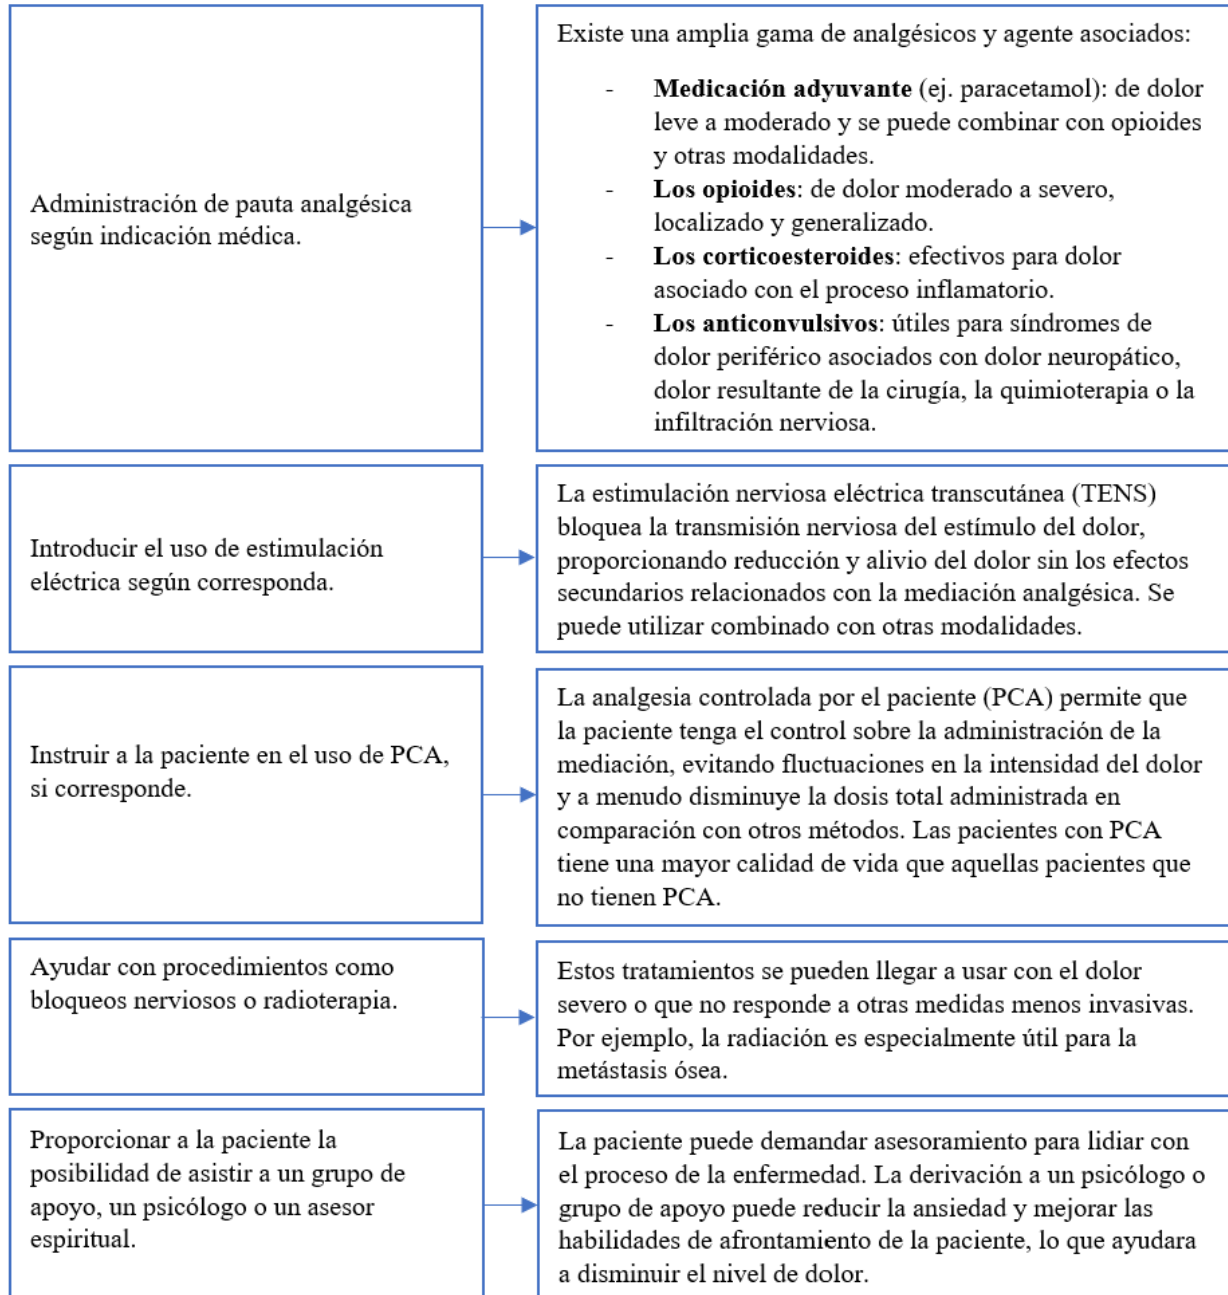 Administración de pauta analgésica
según indicación médica.
Existe una amplia gama de analgésicos y agente asociados:
- Medicación adyuvante (ej. paracetamol): de dolor
leve a moderado y se puede combinar con opioides
y otras modalidades.
- Los opioides: de dolor moderado a severo,
localizado y generalizado.
- Los corticoesteroides: efectivos para dolor
asociado con el proceso inflamatorio.
- Los anticonvulsivos: útiles para síndromes de
dolor periférico asociados con dolor neuropático,
dolor resultante de la cirugía, la quimioterapia o la
infiltración nerviosa.
Introducir el uso de estimulación
eléctrica según corresponda.
La estimulación nerviosa eléctrica transcutánea (TENS)
bloquea la transmisión nerviosa del estímulo del dolor,
proporcionando reducción y alivio del dolor sin los efectos
secundarios relacionados con la mediación analgésica. Se
puede utilizar combinado con otras modalidades.
Instruir a la paciente en el uso de PCA,
si corresponde.
La analgesia controlada por el paciente (PCA) permite que
la paciente tenga el control sobre la administración de la
mediación, evitando fluctuaciones en la intensidad del dolor
y a menudo disminuye la dosis total administrada en
comparación con otros métodos. Las pacientes con PCA
tiene una mayor calidad de vida que aquellas pacientes que
no tienen PCA.
Ayudar con procedimientos como
bloqueos nerviosos o radioterapia.
Estos tratamientos se pueden llegar a usar con el dolor
severo o que no responde a otras medidas menos invasivas.
Por ejemplo, la radiación es especialmente útil para la
metástasis ósea.
Proporcionar a la paciente la
posibilidad de asistir a un grupo de
apoyo, un psicólogo o un asesor
espiritual.
La paciente puede demandar asesoramiento para lidiar con
el proceso de la enfermedad. La derivación a un psicólogo o
grupo de apoyo puede reducir la ansiedad y mejorar las
habilidades de afrontamiento de la paciente, lo que ayudara
a disminuir el nivel de dolor.